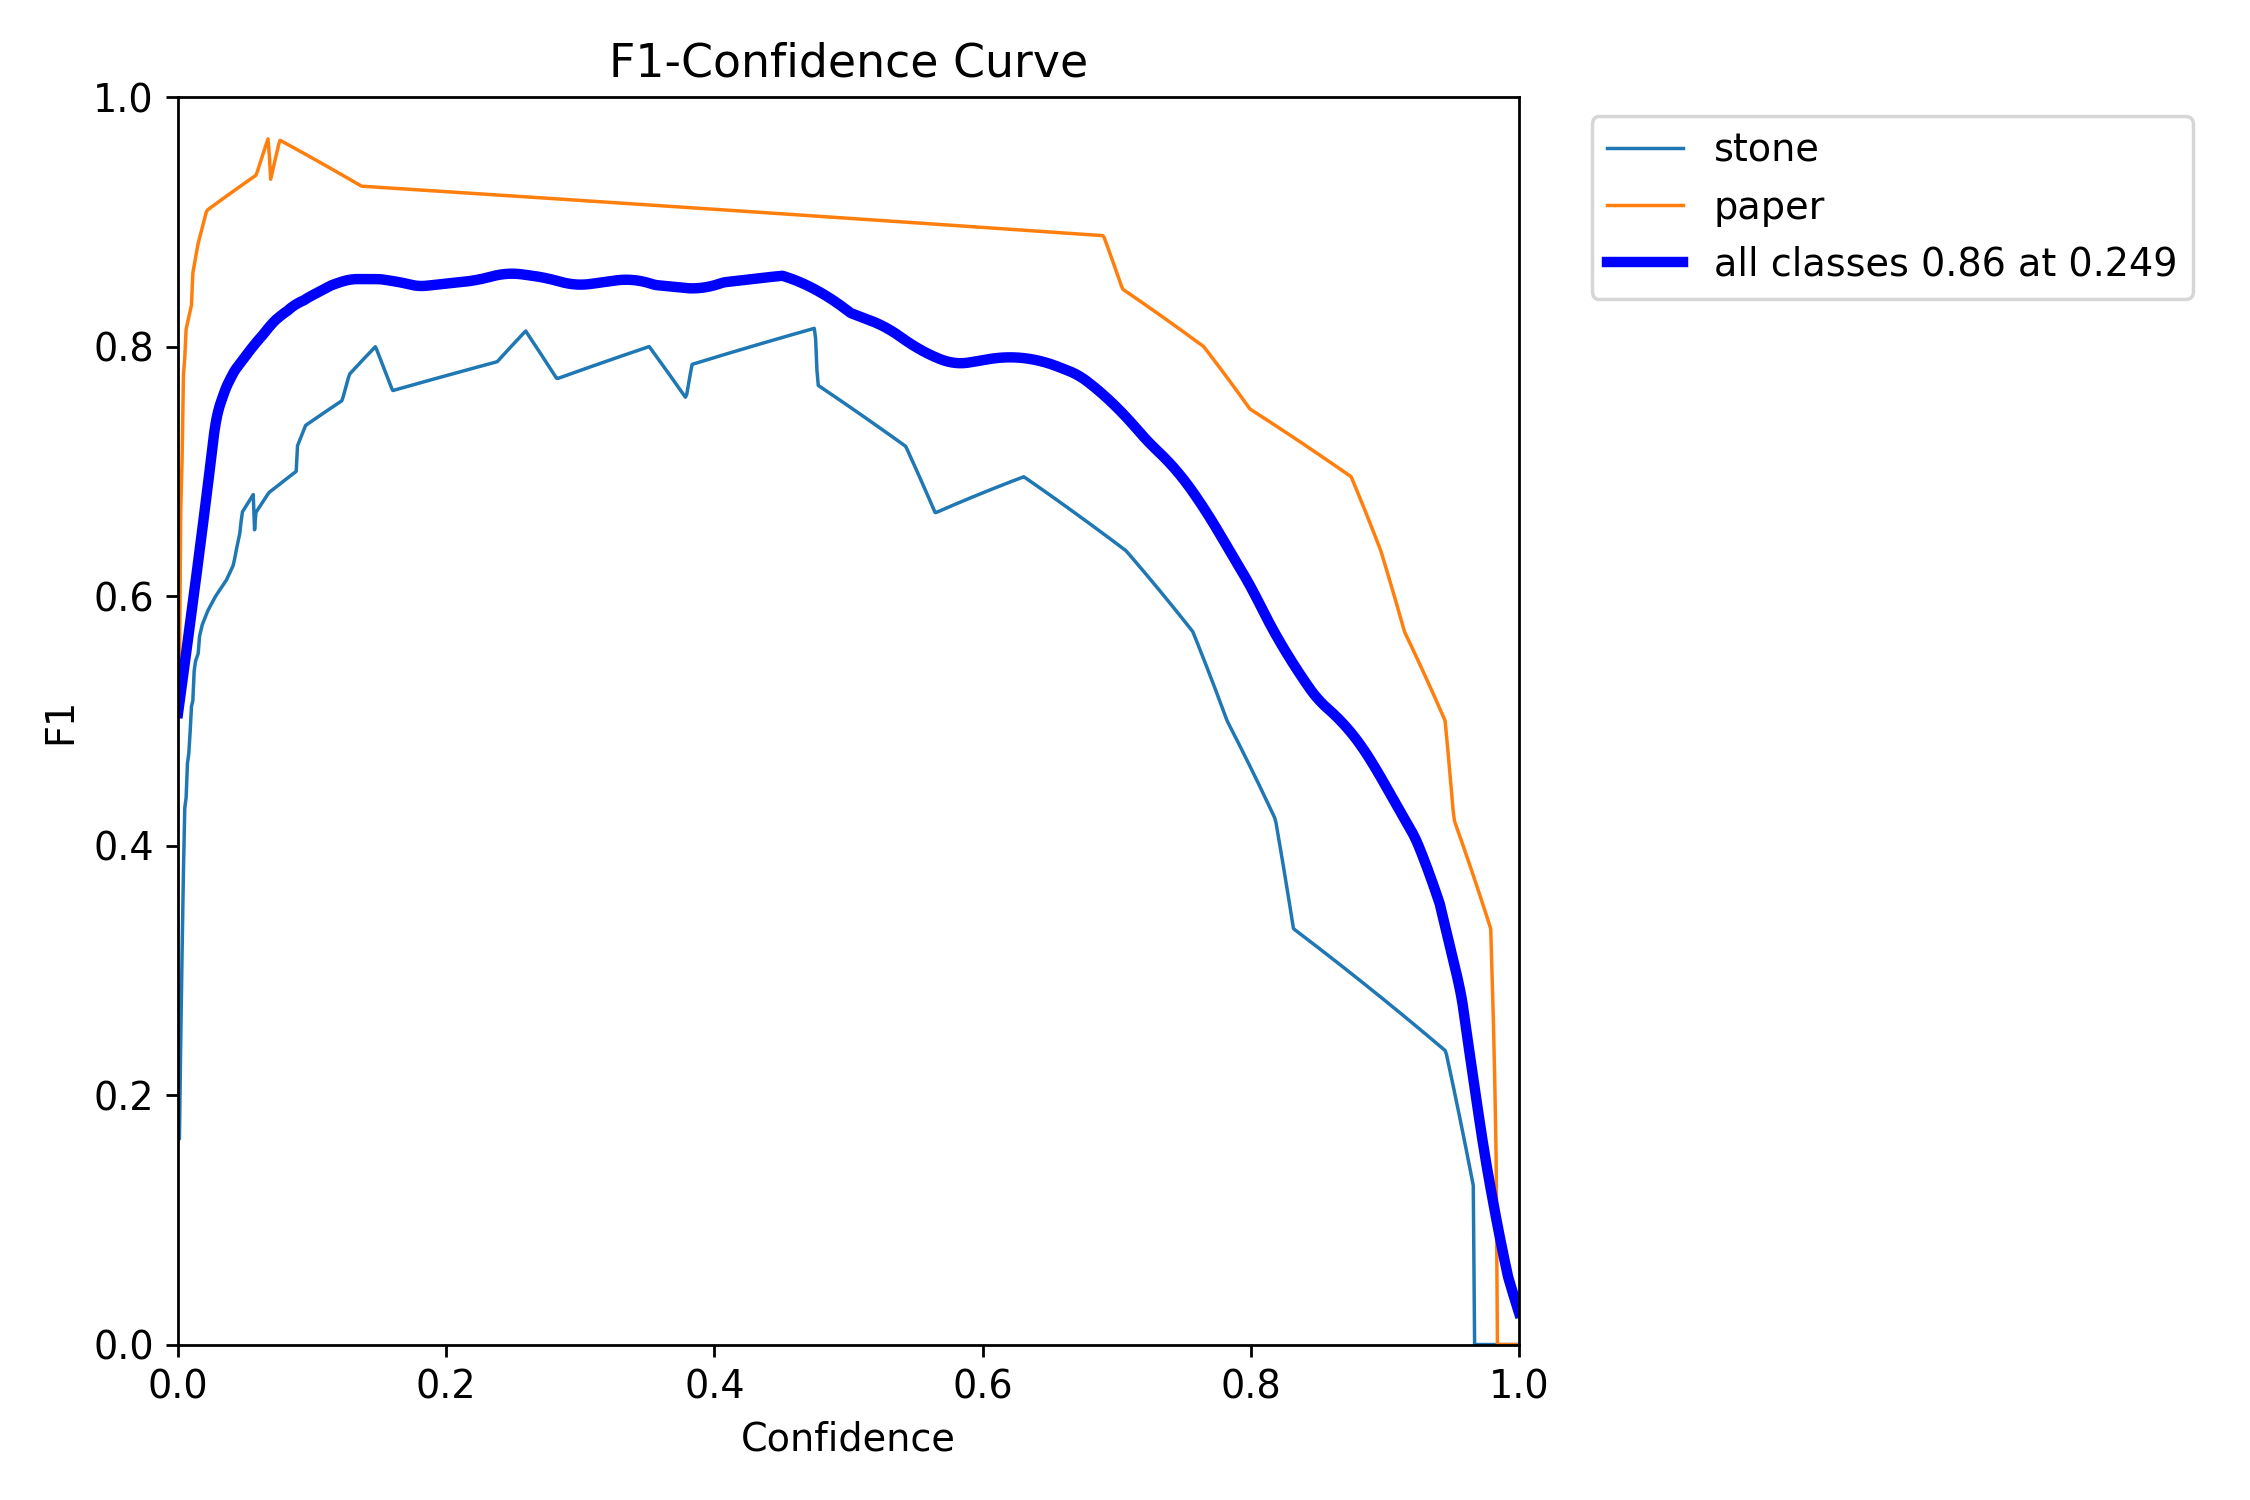 F1-Confidence Curve
1.0
0.8
0.6
0.4
0.2
0.0
F1
0.0 0.2 0.4 0.6 0.8 1.0
Confidence
stone
paper
all classes 0.86 at 0.249